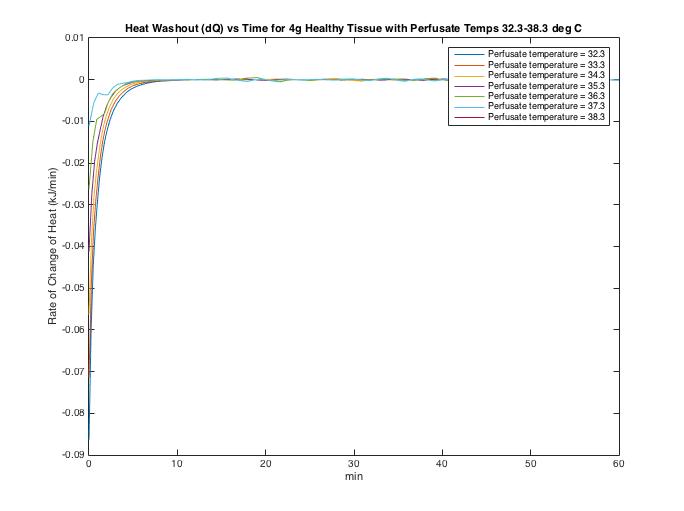 Heat Washout (dQ) vs Time for 4g Healthy Tissue with Perfusate Temps 32.3-38.3 deg C
0.01
0
-0.01
-0.02
-0.03
-0.04
-0.05
-0.06
-0.07
-0.08
-0.09
Rate of Change of Heat (kJ/min)
Perfusate temperature = 32.3
Perfusate temperature = 33.3
Perfusate temperature = 34.3
Perfusate temperature = 35.3
Perfusate temperature = 36.3
Perfusate temperature = 37.3
Perfusate temperature = 38.3
0 10 20 30 40 50 60
min